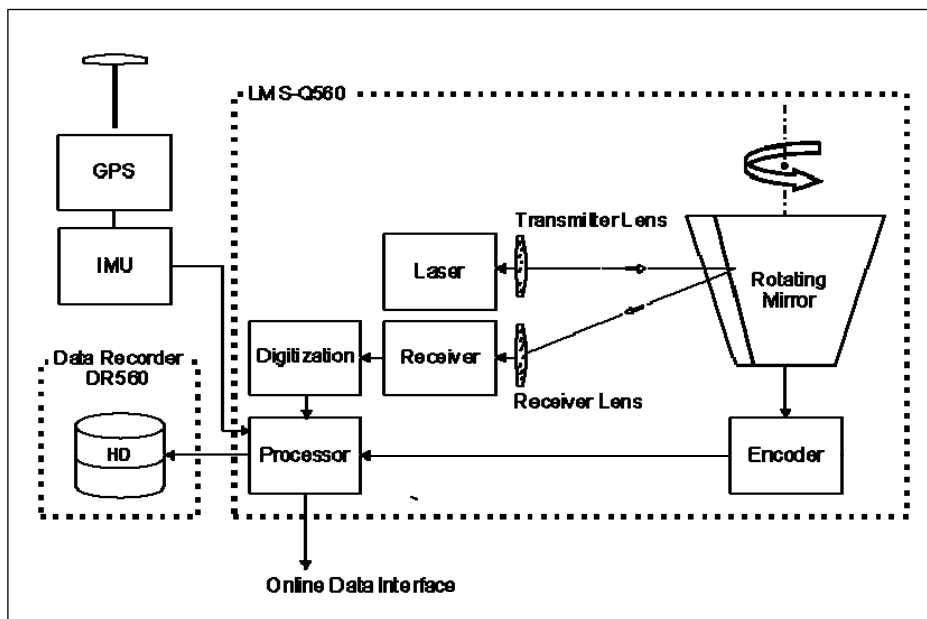 LMS-Q560
GPS
IMU
Transmitter Lens
Laser
Rotating
Mirror
Data Recorder
DR560
Digitilization
Receiver
Receiver Lens
HD
Processor
Encoder
Online Data Interface